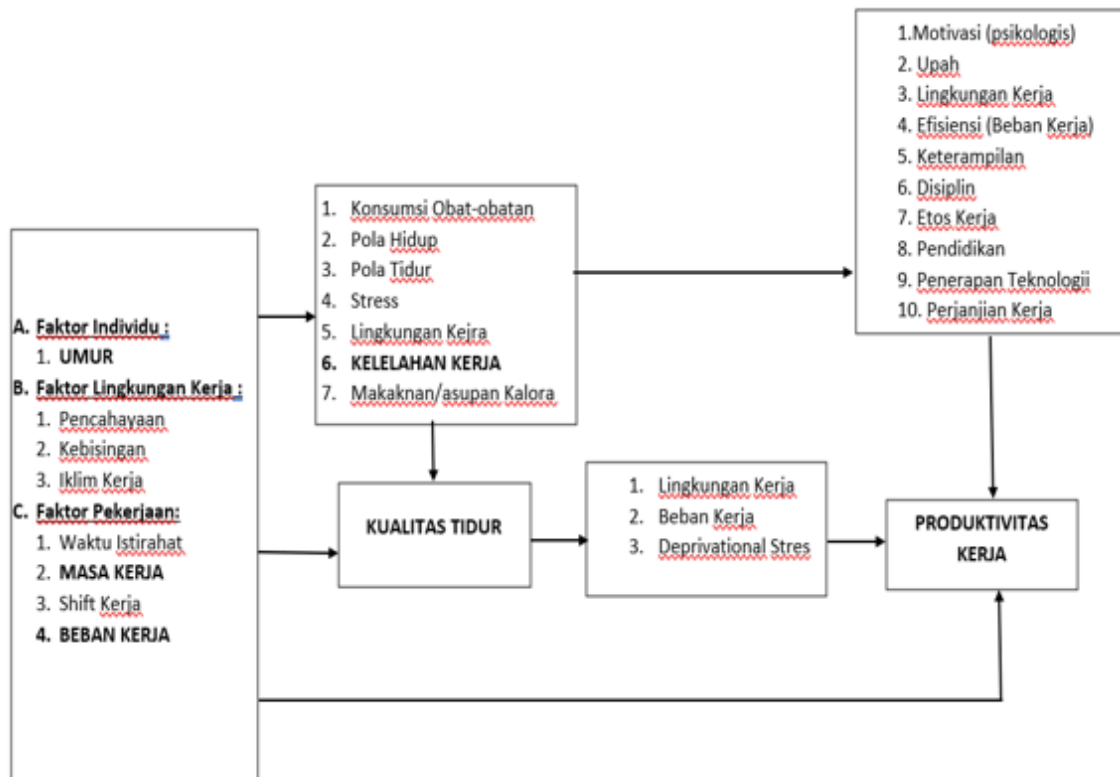 A. Faktor Individu :
1. UMUR
B. Faktor Lingkungan Kerja :
1. Pencahayaan
2. Kebisingan
3. Iklim Kerja
C. Faktor Pekerjaan:
1. Waktu Istirahat
2. MASA KERJA
3. Shift Kerja
4. BEBAN KERJA
1. Konsumsi Obat-obatan
2. Pola Hidup
3. Pola Tidur
4. Stress
5. Lingkungan Kejra
6. KELELAHAN KERJA
7. Makaknan/asupan Kalora
KUALITAS TIDUR
1. Lingkungan Kerja
2. Beban Kerja
3. Deprivational Stres
1.Motivasi (psikologis)
2. Upah
3. Lingkungan Kerja
4. Efisiensi (Beban Kerja)
5. Keterampilan
6. Disiplin
7. Etos Kerja
8. Pendidikan
9. Penerapan Teknologii
10. Perjanjian Kerja
PRODUKTIVITAS
KERJA